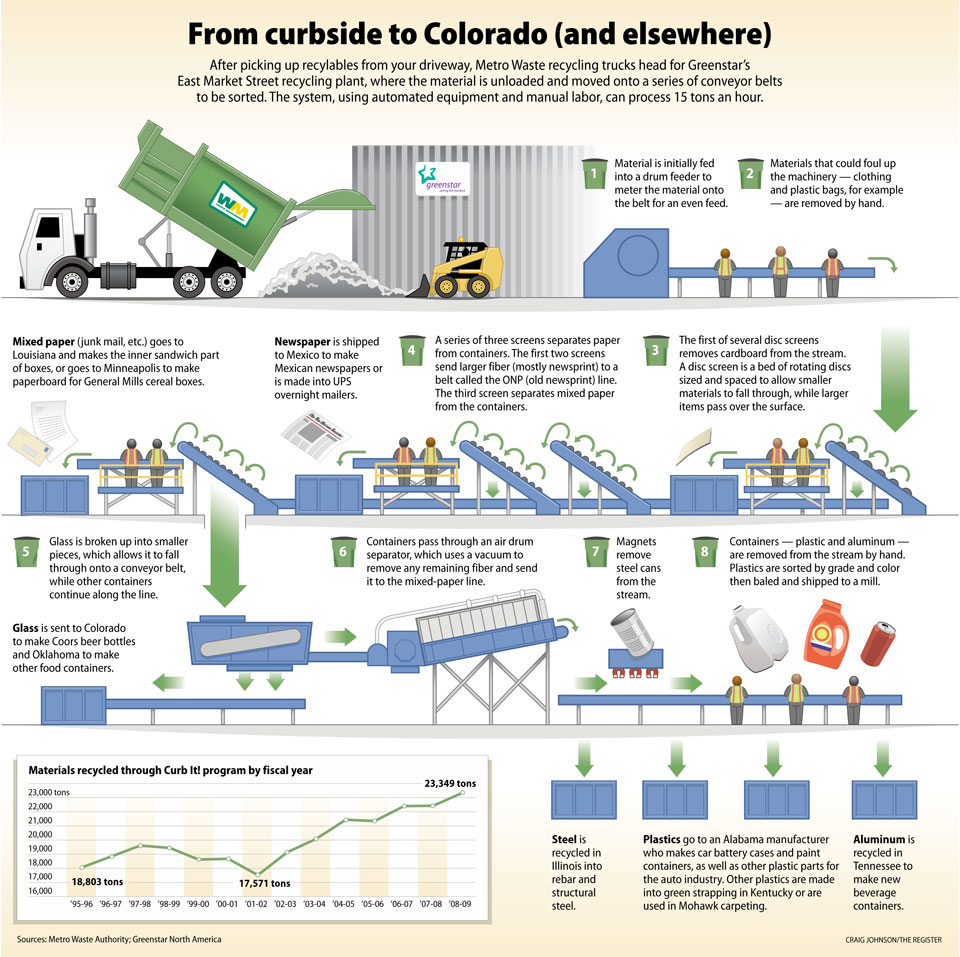 From curbside to Colorado (and elsewhere)
After picking up recylables from your driveway, Metro Waste recycling trucks head for Greenstar’s
East Market Street recycling plant, where the material is unloaded and moved onto a series of conveyor belts
to be sorted. The system, using automated equipment and manual labor, can process 15 tons an hour.
WM
greenstar
1
Material is initially fed
into a drum feeder to
meter the material onto
the belt for an even feed.
2
Materials that could foul up
the machinery — clothing
and plastic bags, for example
— are removed by hand.
Mixed paper (junk mail, etc.) goes to
Louisiana and makes the inner sandwich part
of boxes, or goes to Minneapolis to make
paperboard for General Mills cereal boxes.
Newspaper is shipped
to Mexico to make
Mexican newspapers or
is made into UPS
overnight mailers.
4
A series of three screens separates paper
from containers. The first two screens
send larger fiber (mostly newsprint) to a
belt called the ONP (old newsprint) line.
The third screen separates mixed paper
from the containers.
3
The first of several disc screens
removes cardboard from the stream.
A disc screen is a bed of rotating discs
sized and spaced to allow smaller
materials to fall through, while larger
items pass over the surface.
5
Glass is broken up into smaller
pieces, which allows it to fall
through onto a conveyor belt,
while other containers
continue along the line.
6
Containers pass through an air drum
separator, which uses a vacuum to
remove any remaining fiber and send
it to the mixed-paper line.
7
Magnets
remove
steel cans
from the
stream.
8
Containers — plastic and aluminum —
are removed from the stream by hand.
Plastics are sorted by grade and color
then baled and shipped to a mill.
Glass is sent to Colorado
to make Coors beer bottles
and Oklahoma to make
other food containers.
Materials recycled through Curb It! program by fiscal year
23,349 tons
23,000 tons
22,000
21,000
20,000
19,000
18,000
17,000
16,000
18,803 tons
17,571 tons
’95-96 ’96-97 ’97-98 ’98-99 ’99-00 ’00-01 ’01-02 ’02-03 ’03-04 ’04-05 ’05-06 ’06-07 ’07-08 ’08-09
Steel is
recycled in
Illinois into
rebar and
structural
steel.
Plastics go to an Alabama manufacturer
who makes car battery cases and paint
containers, as well as other plastic parts for
the auto industry. Other plastics are made
into green strapping in Kentucky or are
used in Mohawk carpeting.
Aluminum is
recycled in
Tennessee to
make new
beverage
containers.
Sources: Metro Waste Authority; Greenstar North America
CRAIG JOHNSON/THE REGISTER